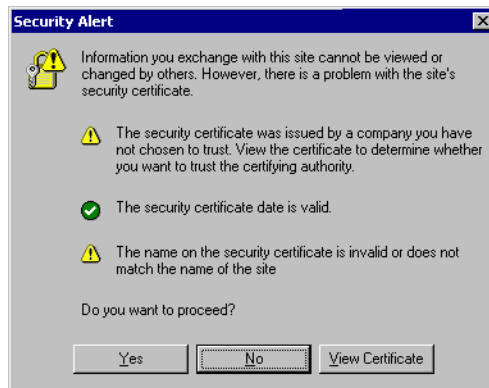 Security Alert
Information you exchange with this site cannot be viewed or
changed by others. However, there is a problem with the site's
security certificate.
The security certificate was issued by a company you have
not chosen to trust. View the certificate to determine whether
you want to trust the certifying authority.
The security certificate date is valid.
The name on the security certificate is invalid or does not
match the name of the site
Do you want to proceed?
Yes No View Certificate